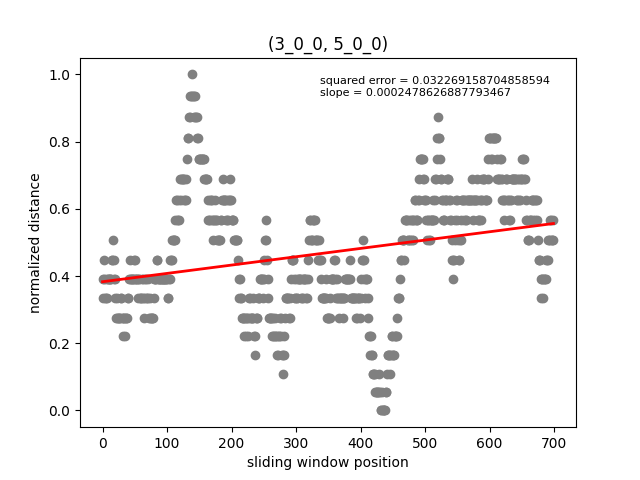 (3_0_0, 5_0_0)
squared error = 0.032269158704858594
slope = 0.0002478626887793467
normalized distance
1.0
0.8
0.6
0.4
0.2
0.0
0 100 200 300 400 500 600 700
sliding window position